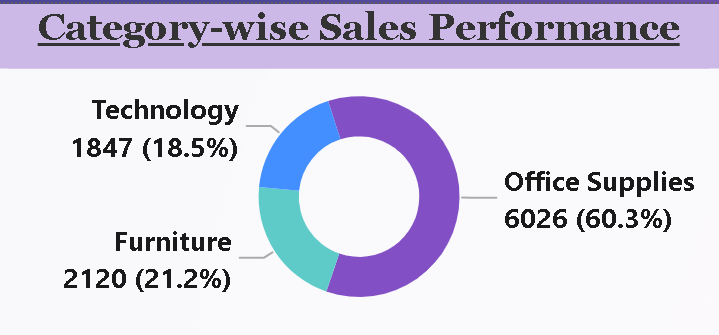 Category-wise Sales Performance
Technology
1847 (18.5%)
Office Supplies
6026 (60.3%)
Furniture
2120 (21.2%)